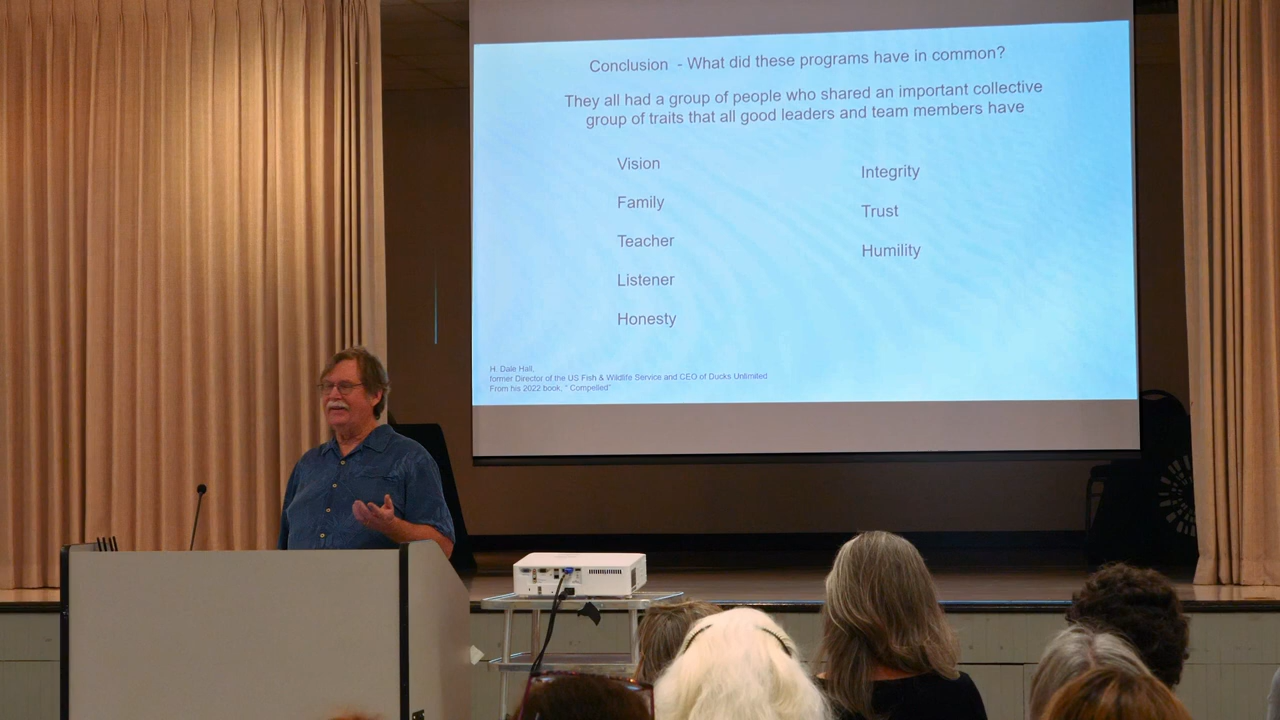 Conclusion - What did these programs have in common?
They all had a group of people who shared an important collective
group of traits that all good leaders and team members have
Vision
Family
Teacher
Listener
Honesty
Integrity
Trust
Humility
H. Dale Hall,
former Director of the US Fish & Wildlife Service and CEO of Ducks Unlimited
From his 2022 book, " Compelled"